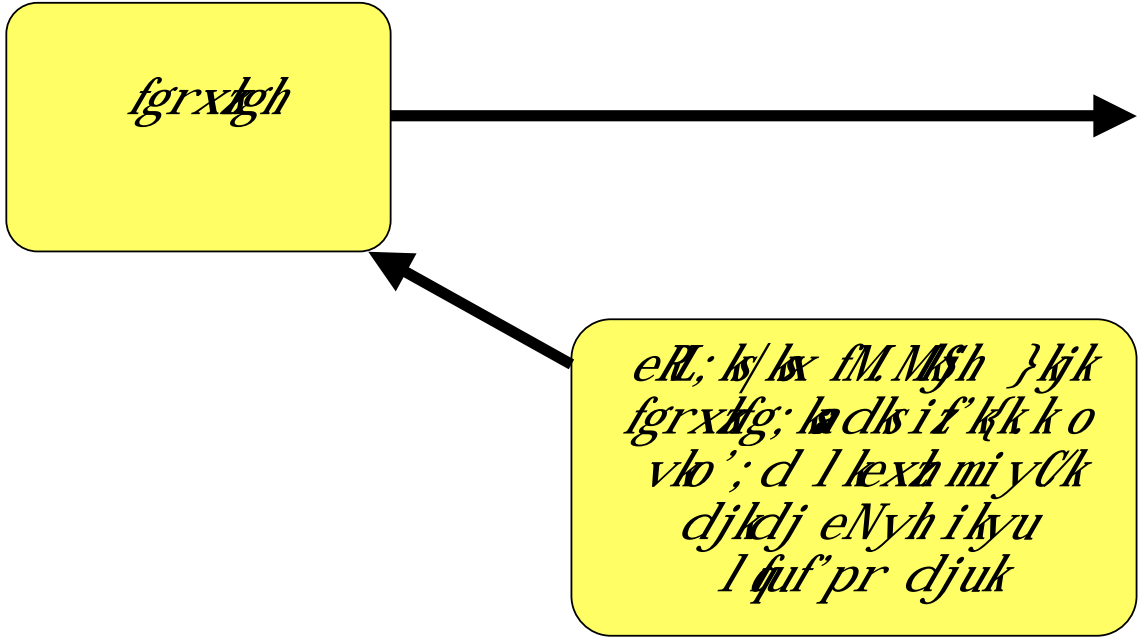 fgrxzkgh
eRL;ks|ksx fM.MkSjh }kjk
fgrxzkfg;ksa dks izf’k{k.k o
vko’;d lkexzh miyC/k
djkdj eNyh ikyu
lqfuf’pr djuk